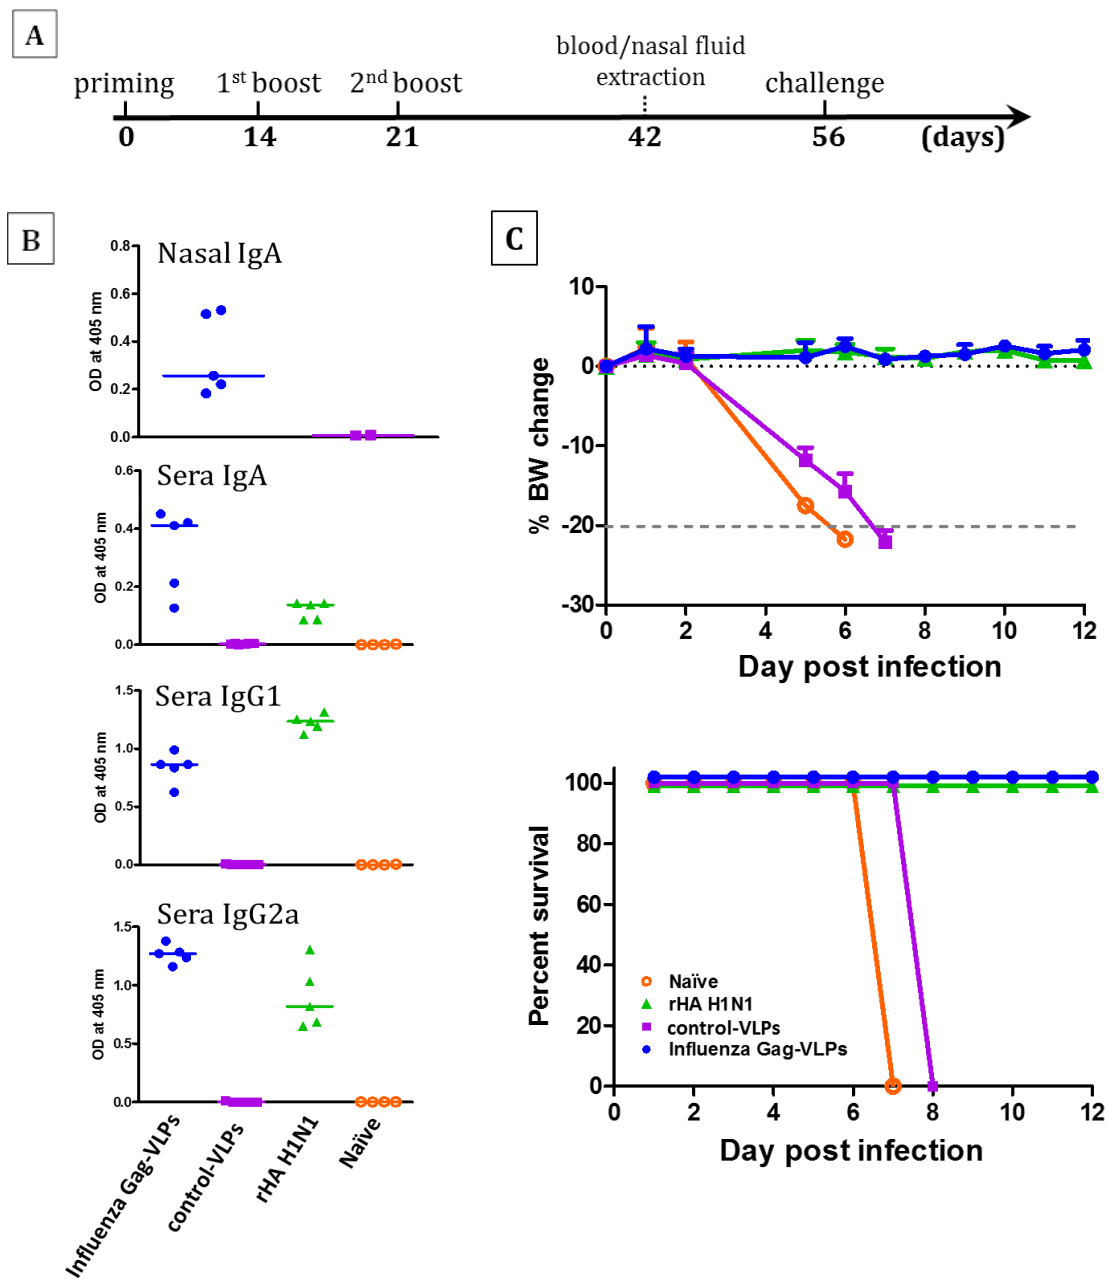 A
blood/nasal fluid
extraction
priming 1st boost 2nd boost challenge
0 14 21 42 56 (days)
B
Nasal IgA
OD at 405 nm
0.8
0.6
0.4
0.2
0.0
Sera IgA
OD at 405 nm
0.6
0.4
0.2
0.0
Sera IgG1
OD at 405 nm
1.5
1.0
0.5
0.0
Sera IgG2a
OD at 405 nm
1.5
1.0
0.5
0.0
Influenza Gag-VLPs
control-VLPs
rHA H1N1
Naïve
C
% BW change
10
0
-10
-20
-30
0 2 4 6 8 10 12
Day post infection
Percent survival
100
80
60
40
20
0
Naïve
rHA H1N1
control-VLPs
Influenza Gag-VLPs
0 2 4 6 8 10 12
Day post infection